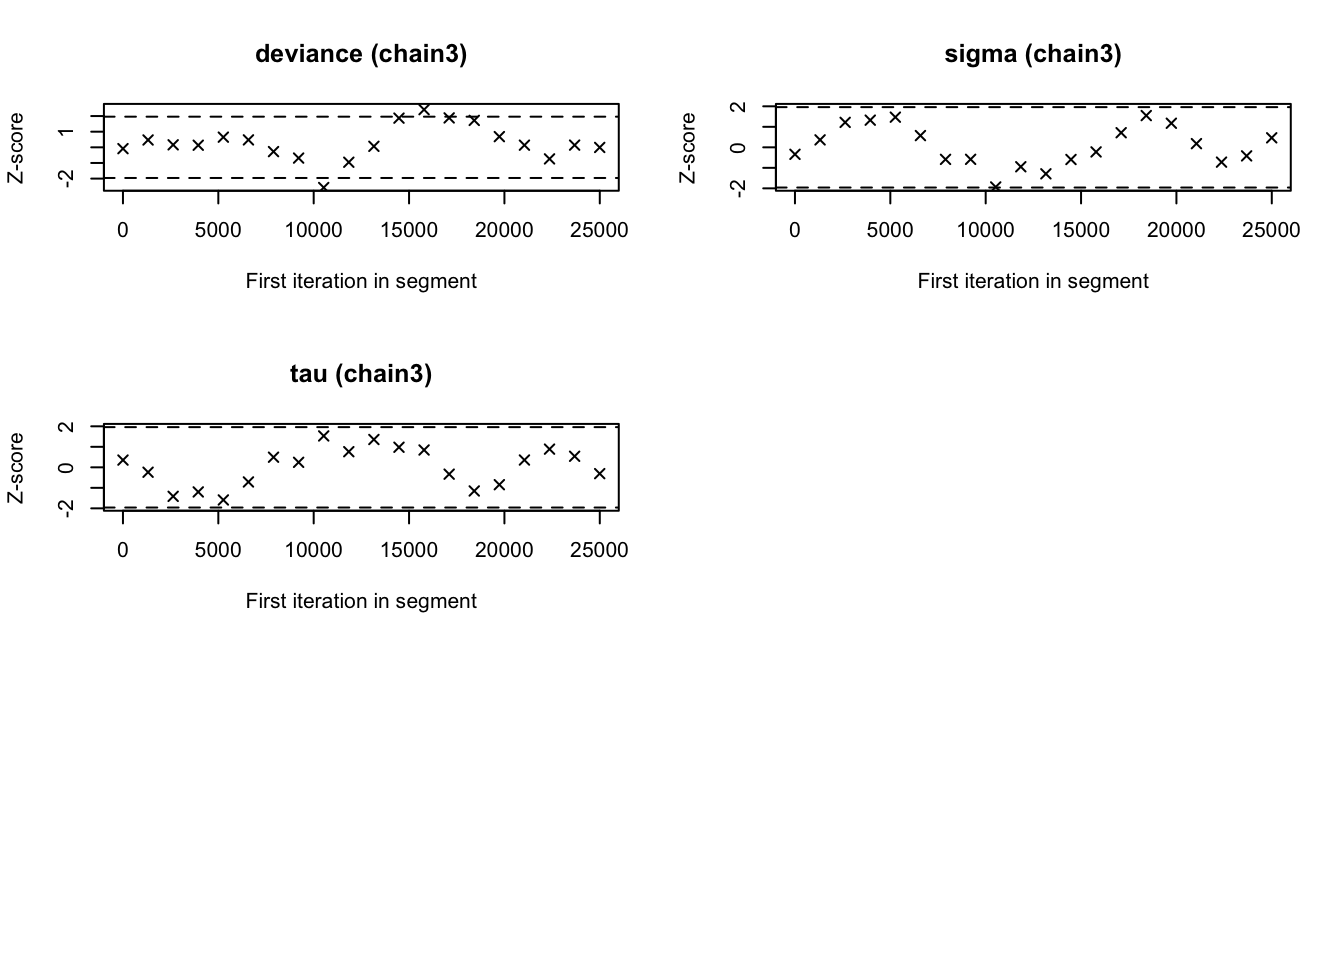 deviance (chain3)
Z-score
1
-2
0 5000 10000 15000 20000 25000
First iteration in segment
sigma (chain3)
Z-score
2
0
-2
0 5000 10000 15000 20000 25000
First iteration in segment
tau (chain3)
Z-score
2
0
-2
0 5000 10000 15000 20000 25000
First iteration in segment